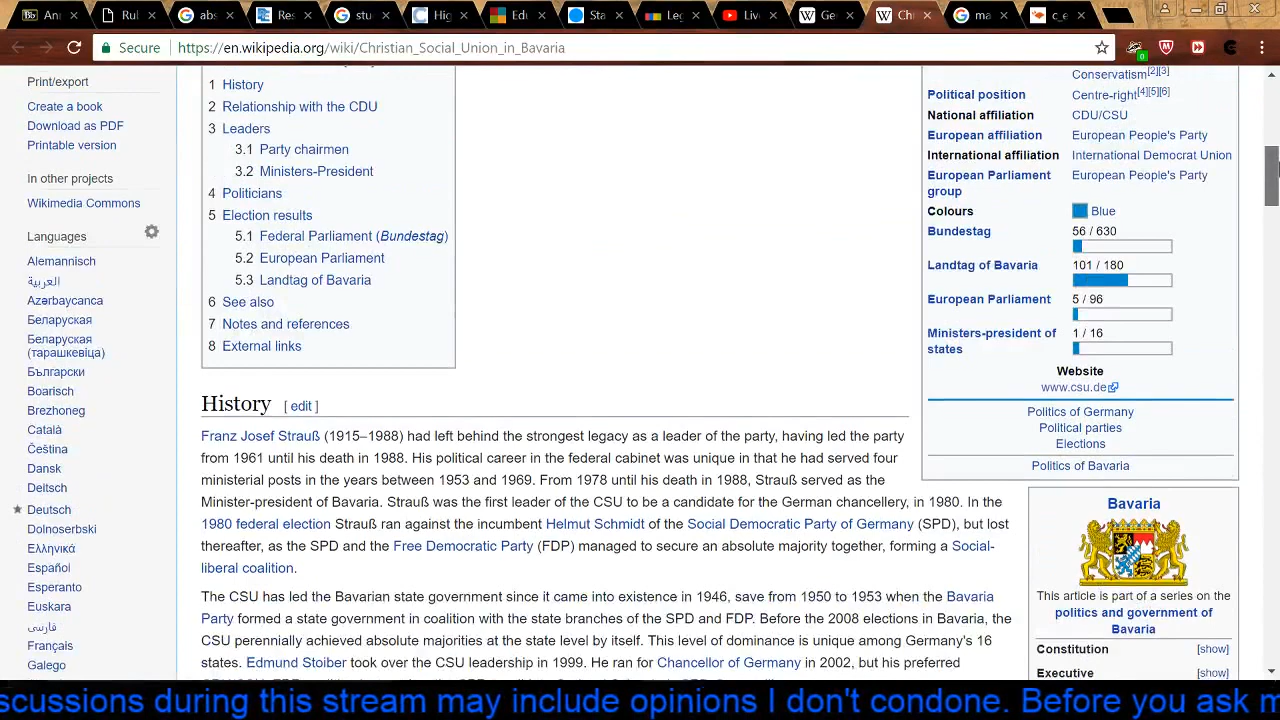 An
Rul
abs
Res
stu
Hig
Edu
Sta
Leg
Live
Ge
Ch
ma
c_e
Secure
https://en.wikipedia.org/wiki/Christian_Social_Union_in_Bavaria
0
Print/export
Create a book
Download as PDF
Printable version
In other projects
Wikimedia Commons
Languages
Alemannisch
العربية
Azərbaycanca
Беларуская
Беларуская
(тарашкевіца)
Български
Boarisch
Brezhoneg
Català
Čeština
Dansk
Deitsch
Deutsch
Dolnoserbski
Ελληνικά
Español
Esperanto
Euskara
فارسی
Français
Galego
1 History
2 Relationship with the CDU
3 Leaders
3.1 Party chairmen
3.2 Ministers-President
4 Politicians
5 Election results
5.1 Federal Parliament (Bundestag)
5.2 European Parliament
5.3 Landtag of Bavaria
6 See also
7 Notes and references
8 External links
History [ edit ]
Franz Josef Strauß (1915–1988) had left behind the strongest legacy as a leader of the party, having led the party
from 1961 until his death in 1988. His political career in the federal cabinet was unique in that he had served four
ministerial posts in the years between 1953 and 1969. From 1978 until his death in 1988, Strauß served as the
Minister-president of Bavaria. Strauß was the first leader of the CSU to be a candidate for the German chancellery, in 1980. In the
1980 federal election Strauß ran against the incumbent Helmut Schmidt of the Social Democratic Party of Germany (SPD), but lost
thereafter, as the SPD and the Free Democratic Party (FDP) managed to secure an absolute majority together, forming a Social-
liberal coalition.
The CSU has led the Bavarian state government since it came into existence in 1946, save from 1950 to 1953 when the Bavaria
Party formed a state government in coalition with the state branches of the SPD and FDP. Before the 2008 elections in Bavaria, the
CSU perennially achieved absolute majorities at the state level by itself. This level of dominance is unique among Germany's 16
states. Edmund Stoiber took over the CSU leadership in 1999. He ran for Chancellor of Germany in 2002, but his preferred
Conservatism[2][3]
Political position Centre-right[4][5][6]
National affiliation CDU/CSU
European affiliation European People's Party
International affiliation International Democrat Union
European Parliament European People's Party
group
Colours Blue
Bundestag 56 / 630
Landtag of Bavaria 101 / 180
European Parliament 5 / 96
Ministers-president of 1 / 16
states
Website
www.csu.de
Politics of Germany
Political parties
Elections
Politics of Bavaria
Bavaria
This article is part of a series on the
politics and government of
Bavaria
Constitution [show]
Executive [show]
scussions during this stream may include opinions I don't condone. Before you ask m